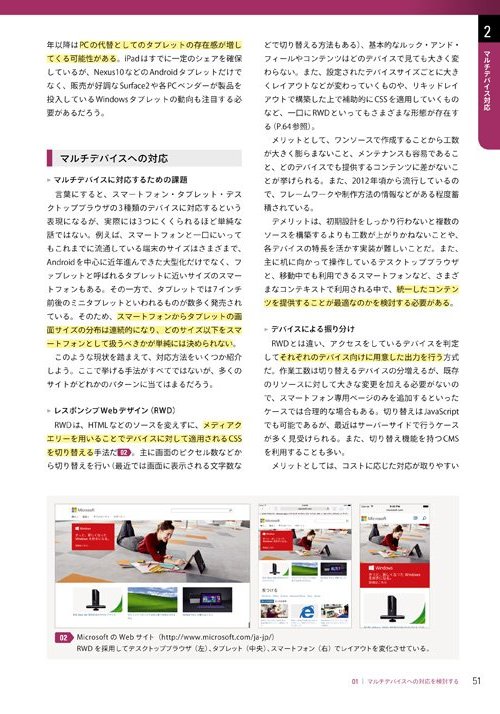 年以降はPCの代替としてのタブレットの存在感が増し
てくる可能性がある。iPadはすでに一定のシェアを確保
しているが、Nexus10などのAndroidタブレットだけで
なく、販売が好調なSurface2や各PCベンダーが製品を
投入しているWindowsタブレットの動向も注目する必
要があるだろう。
マルチデバイスへの対応
▶ マルチデバイスに対応するための課題
言葉にすると、スマートフォン・タブレット・デス
クトップブラウザの3種類のデバイスに対応するという
表現になるが、実際には3つにくくられるほど単純な
話ではない。例えば、スマートフォンと一口にいって
もこれまでに流通している端末のサイズはさまざまで、
Androidを中心に近年進んできた大型化だけでなく、フ
ァブレットと呼ばれるタブレットに近いサイズのスマー
トフォンもある。その一方で、タブレットでは7インチ
前後のミニタブレットといわれるものが数多く発売され
ている。そのため、スマートフォンからタブレットの画
面サイズの分布は連続的になり、どのサイズ以下をスマ
ートフォンとして扱うべきかが単純には決められない。
このような現状を踏まえて、対応方法をいくつか紹介
しよう。ここで挙げる手法がすべてではないが、多くの
サイトがどれかのパターンに当てはまるだろう。
▶ レスポンシブWebデザイン（RWD）
RWDは、HTMLなどのソースを変えずに、メディアク
エリーを用いることでデバイスに対して適用されるCSS
を切り替える手法だ 02 。主に画面のピクセル数などか
ら切り替えを行い（最近では画面に表示される文字数な
どで切り替える方法もある）、基本的なルック・アンド・
フィールやコンテンツはどのデバイスで見ても大きく変
わらない。また、設定されたデバイスサイズごとに大き
くレイアウトなどが変わっていくものや、リキッドレイ
アウトで構築した上で補助的にCSSを適用していくもの
など、一口にRWDといってもさまざまな形態が存在す
る（P.64参照）。
メリットとして、ワンソースで作成することから工数
が大きく膨らまないこと、メンテナンスも容易であるこ
と、どのデバイスでも提供するコンテンツに差がないこ
とが挙げられる。また、2012年頃から流行しているの
で、フレームワークや制作方法の情報などがある程度蓄
積されている。
デメリットは、初期設計をしっかり行わないと複数の
ソースを構築するよりも工数が上がりかねないことや、
各デバイスの特長を活かす実装が難しいことだ。また、
主に机に向かって操作しているデスクトップブラウザ
と、移動中でも利用できるスマートフォンなど、さまざ
まなコンテキストで利用される中で、統一したコンテン
ツを提供することが最適なのかを検討する必要がある。
▶ デバイスによる振り分け
RWDとは違い、アクセスしているデバイスを判定
してそれぞれのデバイス向けに用意した出力を行う方式
だ。作業工数は切り替えるデバイスの分増えるが、既存
のリソースに対して大きな変更を加える必要がないの
で、スマートフォン専用ページのみを追加するといった
ケースでは合理的な場合もある。切り替えはJavaScript
でも可能であるが、最近はサーバーサイドで行うケース
が多く見受けられる。また、切り替え機能を持つCMS
を利用することも多い。
メリットとしては、コストに応じた対応が取りやすい
2
マルチデバイス対応
Microsoft
Windows
Microsoft
Microsoft
Windows
02 MicrosoftのWebサイト（http://www.microsoft.com/ja-jp/）
RWDを採用してデスクトップブラウザ（左）、タブレット（中央）、スマートフォン（右）でレイアウトを変化させている。
01 | マルチデバイスへの対応を検討する 51